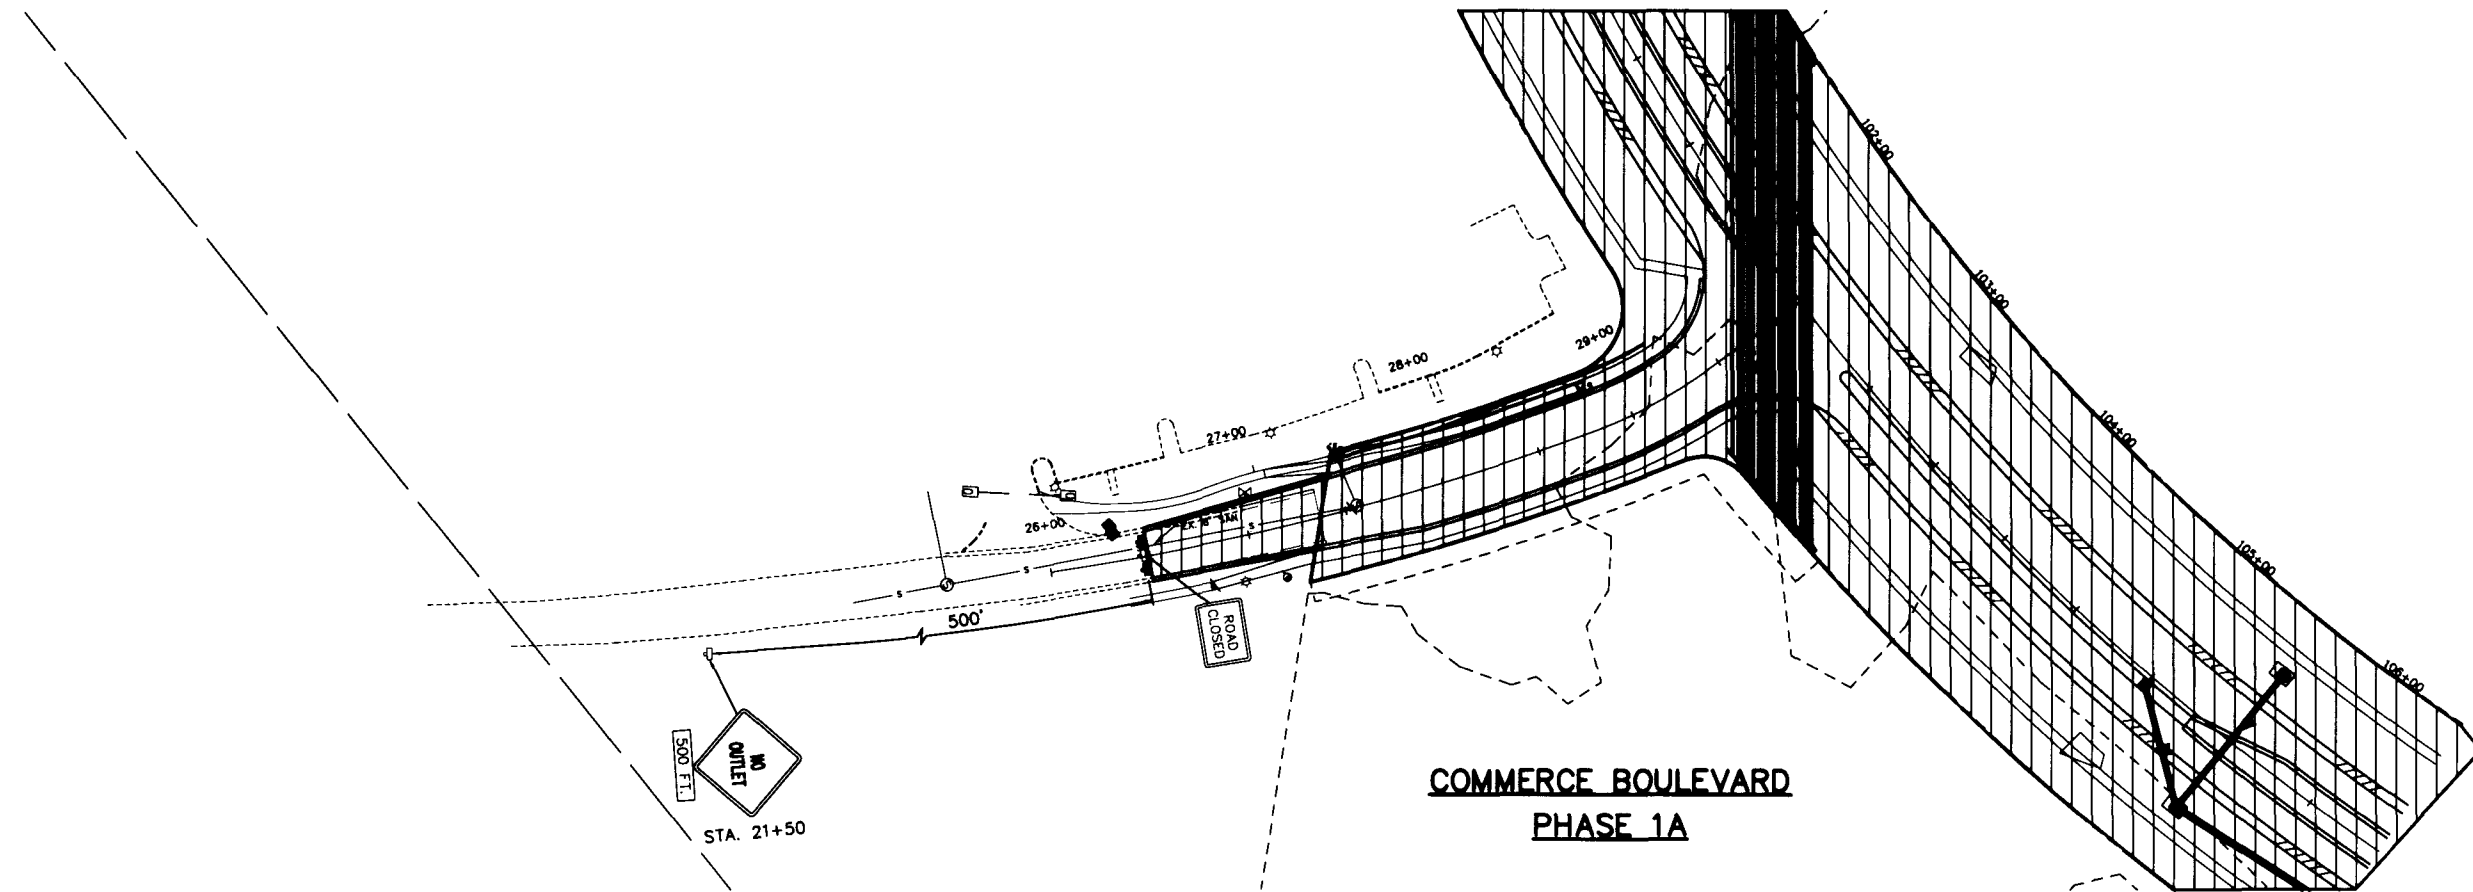 102+00
103+00
104+00
105+00
106+00
29+00
28+00
27+00
26+00
S
S
S
S
500'
ROAD
CLOSED
NO
OUTLET
500 FT.
STA. 21+50
COMMERCE BOULEVARD
PHASE 1A